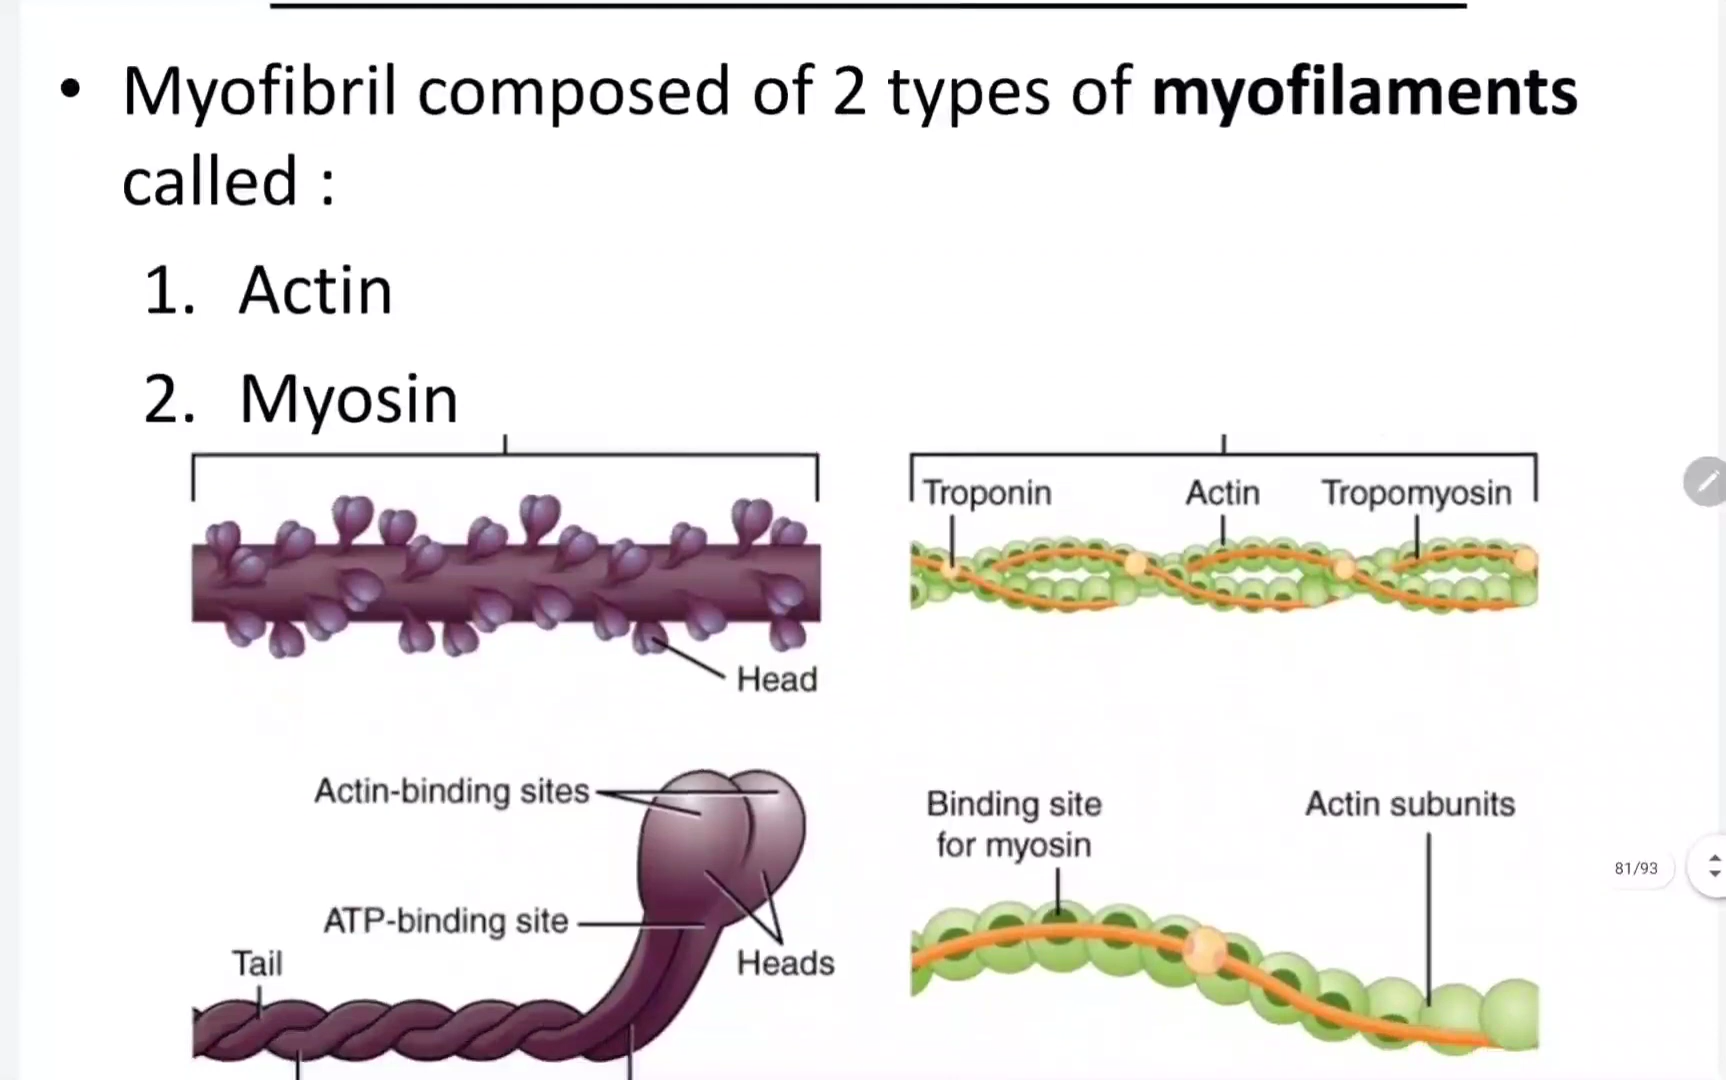 • Myofibril composed of 2 types of myofilaments
called :
1. Actin
2. Myosin
Troponin Actin Tropomyosin
Head
Actin-binding sites
ATP-binding site
Tail
Heads
Binding site
for myosin
Actin subunits
81/93